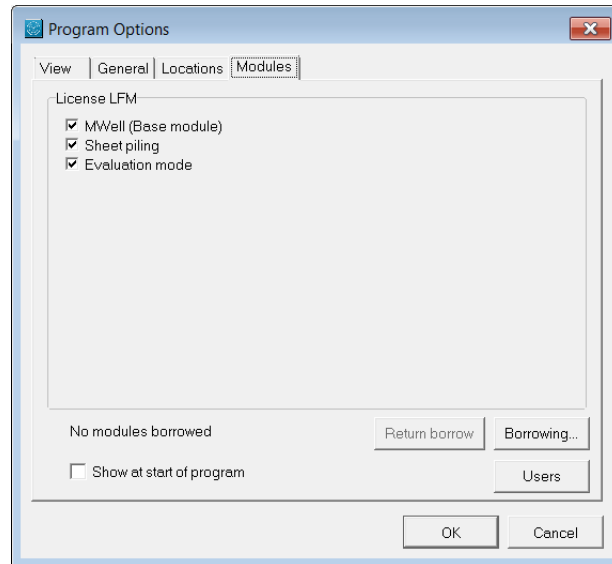 Program Options
View General Locations Modules
License LFM
MWell (Base module)
Sheet piling
Evaluation mode
No modules borrowed Return borrow Borrowing...
Show at start of program Users
OK Cancel